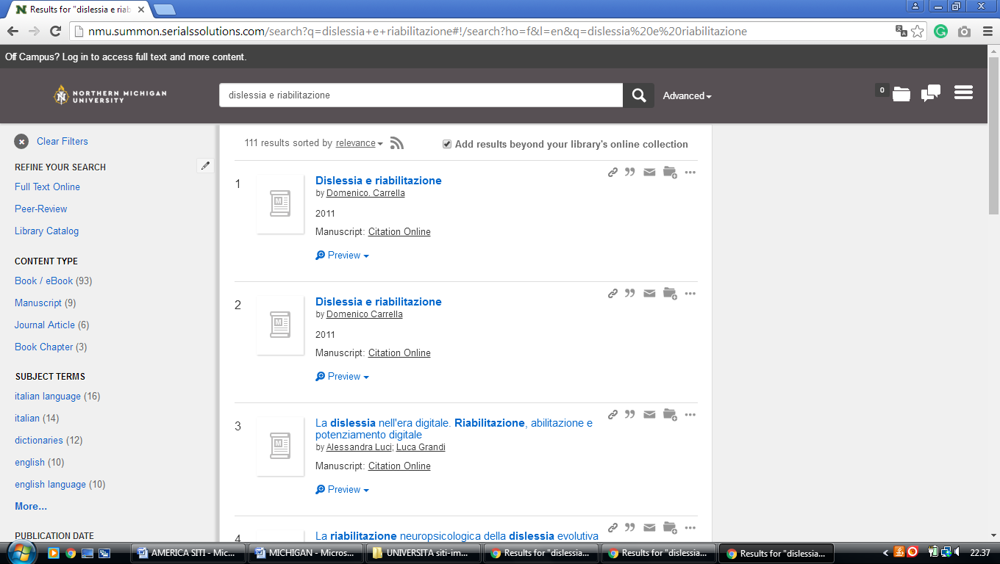 Results for "dislessia e riab
nmu.summon.serialssolutions.com/search?q=dislessia+e+riabilitazione#!/search?ho=f&l=en&q=dislessia%20e%20riabilitazione
Off Campus? Log in to access full text and more content.
NORTHERN MICHIGAN
UNIVERSITY
dislessia e riabilitazione
Advanced
0
Clear Filters
REFINE YOUR SEARCH
Full Text Online
Peer-Review
Library Catalog
CONTENT TYPE
Book / eBook (93)
Manuscript (9)
Journal Article (6)
Book Chapter (3)
SUBJECT TERMS
italian language (16)
italian (14)
dictionaries (12)
english (10)
english language (10)
More...
PUBLICATION DATE
111 results sorted by relevance
Add results beyond your library's online collection
1
Dislessia e riabilitazione
by Domenico. Carrella
2011
Manuscript: Citation Online
Preview
2
Dislessia e riabilitazione
by Domenico Carrella
2011
Manuscript: Citation Online
Preview
3
La dislessia nell'era digitale. Riabilitazione, abilitazione e
potenziamento digitale
by Alessandra Luci; Luca Grandi
Manuscript: Citation Online
Preview
4
La riabilitazione neuropsicologica della dislessia evolutiva
AMERICA SITI - Mic...
MICHIGAN - Micros...
UNIVERSITA siti-im...
Results for "dislessia...
Results for "dislessia...
Results for "dislessia...
22.37